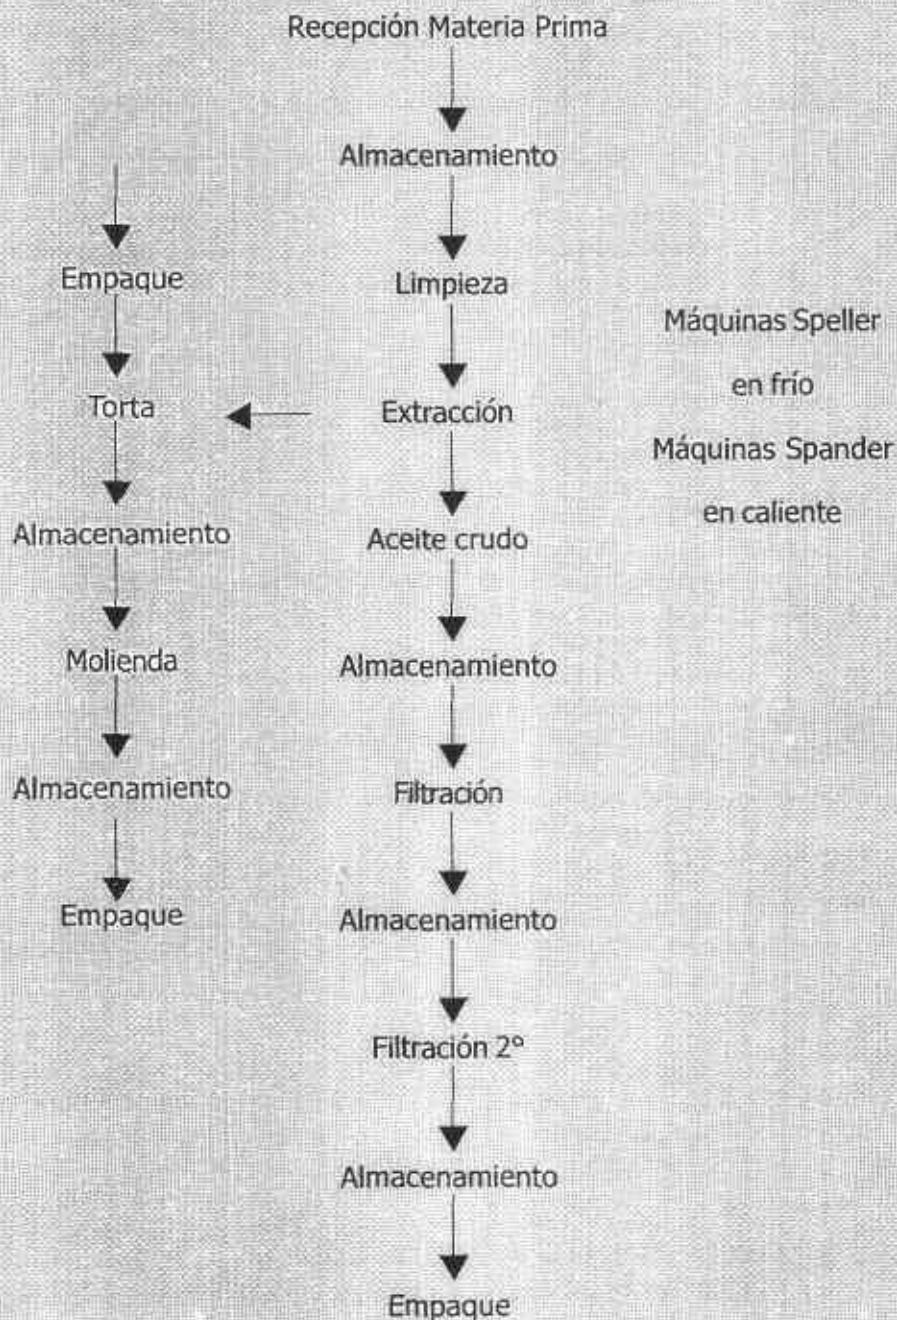 Recepción Materia Prima
Almacenamiento
Empaque
Limpieza
Máquinas Speller
en frío
Torta
Extracción
Máquinas Spander
en caliente
Almacenamiento
Aceite crudo
Molienda
Almacenamiento
Almacenamiento
Filtración
Empaque
Almacenamiento
Filtración 2º
Almacenamiento
Empaque